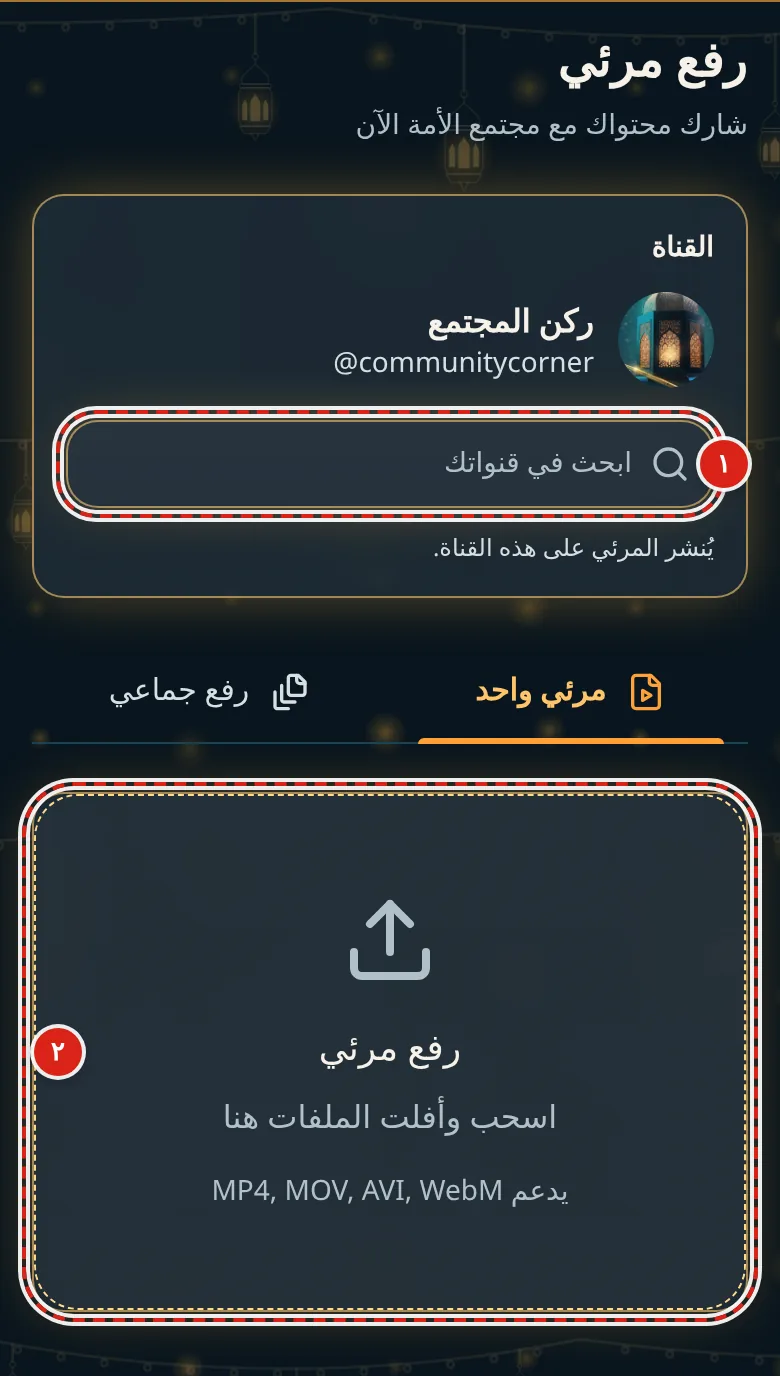 رفع مرئي
شارك محتواك مع مجتمع الأمة الآن
القناة
ركن المجتمع
@communitycorner
ابحث في قنواتك
١
يُنشر المرئي على هذه القناة.
مرئي واحد
رفع جماعي
٢
رفع مرئي
اسحب وأفلت الملفات هنا
يدعم MP4, MOV, AVI, WebM